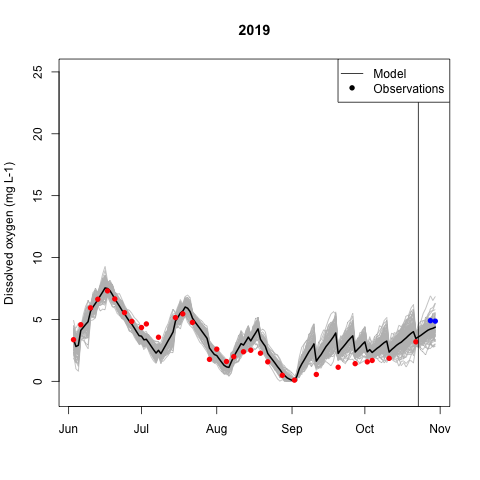 2019
Model
Observations
Dissolved oxygen (mg L-1)
25
20
15
10
5
0
Jun Jul Aug Sep Oct Nov